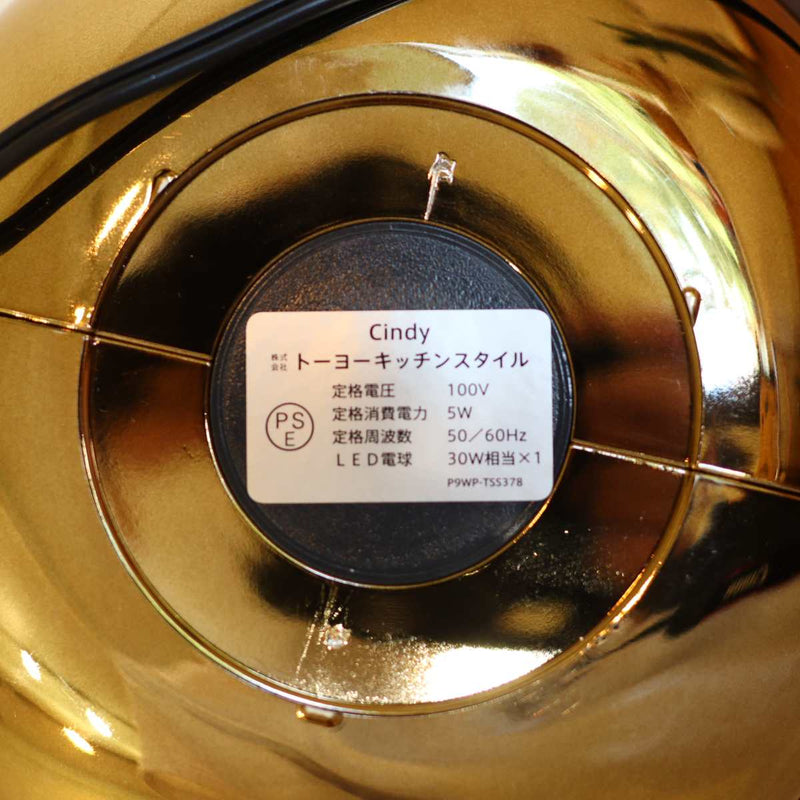 Cindy
株式会社 トーヨーキッチンスタイル
定格電圧 100V
定格消費電力 5W
PSE
定格周波数 50／60Hz
ＬＥＤ電球 30W相当×1
P9WP-TSS378